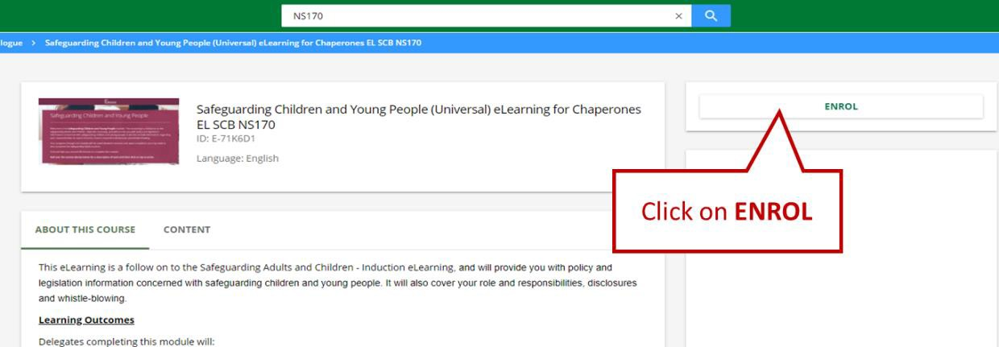 NS170
logue > Safeguarding Children and Young People (Universal) eLearning for Chaperones EL SCB NS170
Safeguarding Children and Young People
Safeguarding Children and Young People (Universal) eLearning for Chaperones
EL SCB NS170
ID: E-71K6D1
Language: English
ENROL
Click on ENROL
ABOUT THIS COURSE
CONTENT
This eLearning is a follow on to the Safeguarding Adults and Children - Induction eLearning, and will provide you with policy and
legislation information concerned with safeguarding children and young people. It will also cover your role and responsibilities, disclosures
and whistle-blowing.
Learning Outcomes
Delegates completing this module will: